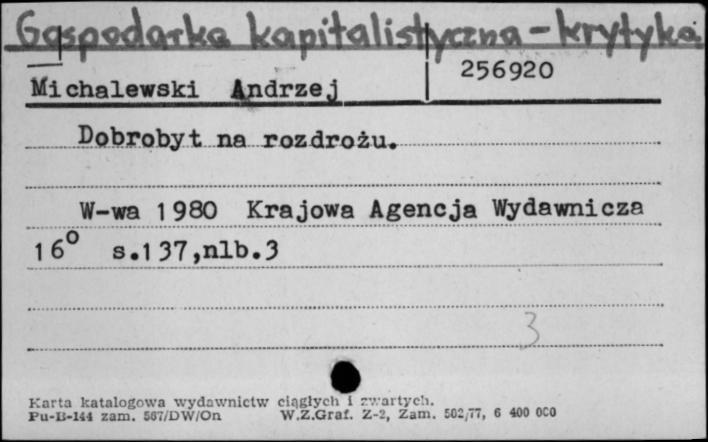 Gospodarka kapitalistyczna - krytyka
Michalewski Andrzej 256920
Dobrobyt na rozdrożu.
W-wa 1980 Krajowa Agencja Wydawnicza
16° s.137,nlb.3
3
Karta katalogowa wydawnictw ciągłych i zwartych.
Pu-B-144 zam. 567/DW/On W.Z.Graf. Z-2, Zam. 502/77, 6 400 000